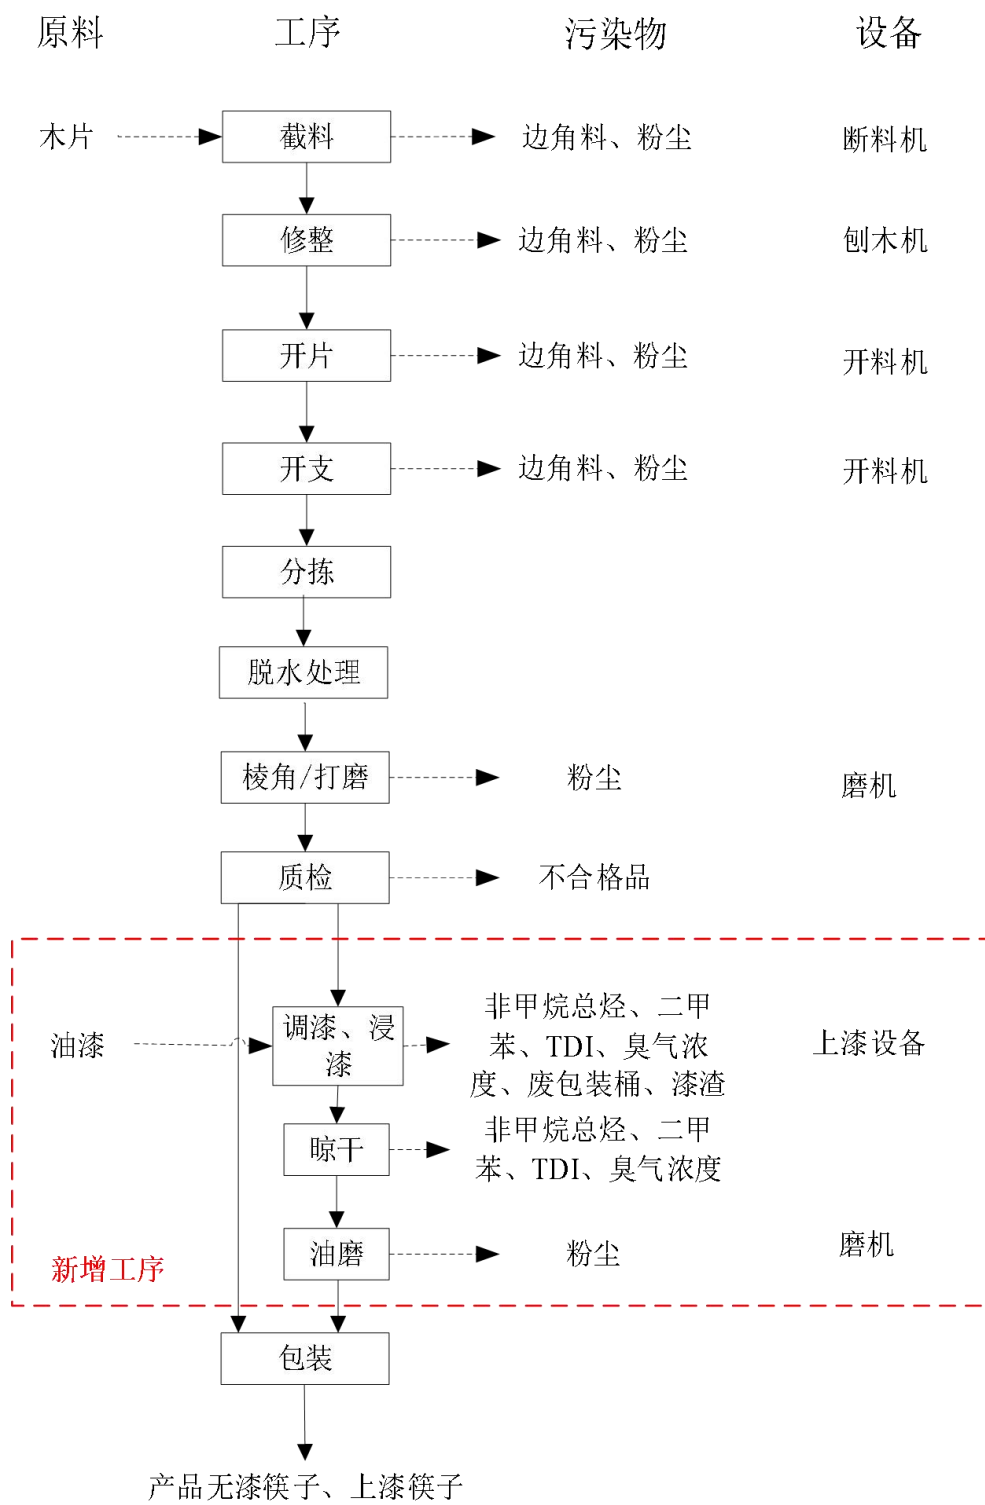 原料 工序 污染物 设备
木片 截料 边角料、粉尘 断料机
修整 边角料、粉尘 刨木机
开片 边角料、粉尘 开料机
开支 边角料、粉尘 开料机
分拣
脱水处理
棱角/打磨 粉尘 磨机
质检 不合格品
油漆
调漆、浸
漆
非甲烷总烃、二甲
苯、TDI、臭气浓
度、废包装桶、漆渣
上漆设备
晾干
非甲烷总烃、二甲
苯、TDI、臭气浓度
油磨 粉尘 磨机
新增工序
包装
产品无漆筷子、上漆筷子